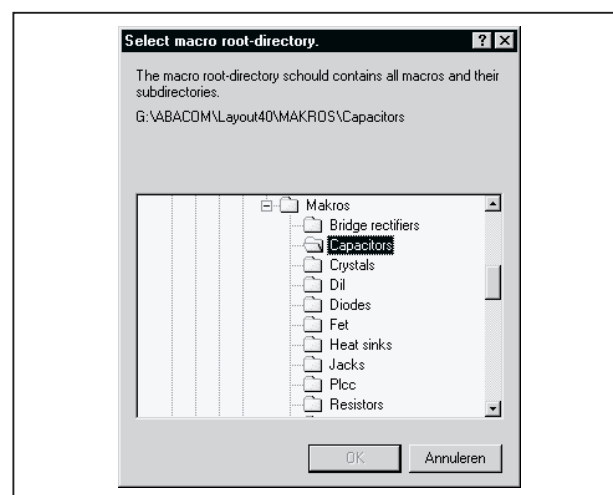 Select macro root-directory.
The macro root-directory schould contains all macros and their
subdirectories.
G:\ABACOM\Layout40\MAKROS\Capacitors
Makros
Bridge rectifiers
Capacitors
Crystals
Dil
Diodes
Fet
Heat sinks
Jacks
Plcc
Resistors
OK
Annuleren